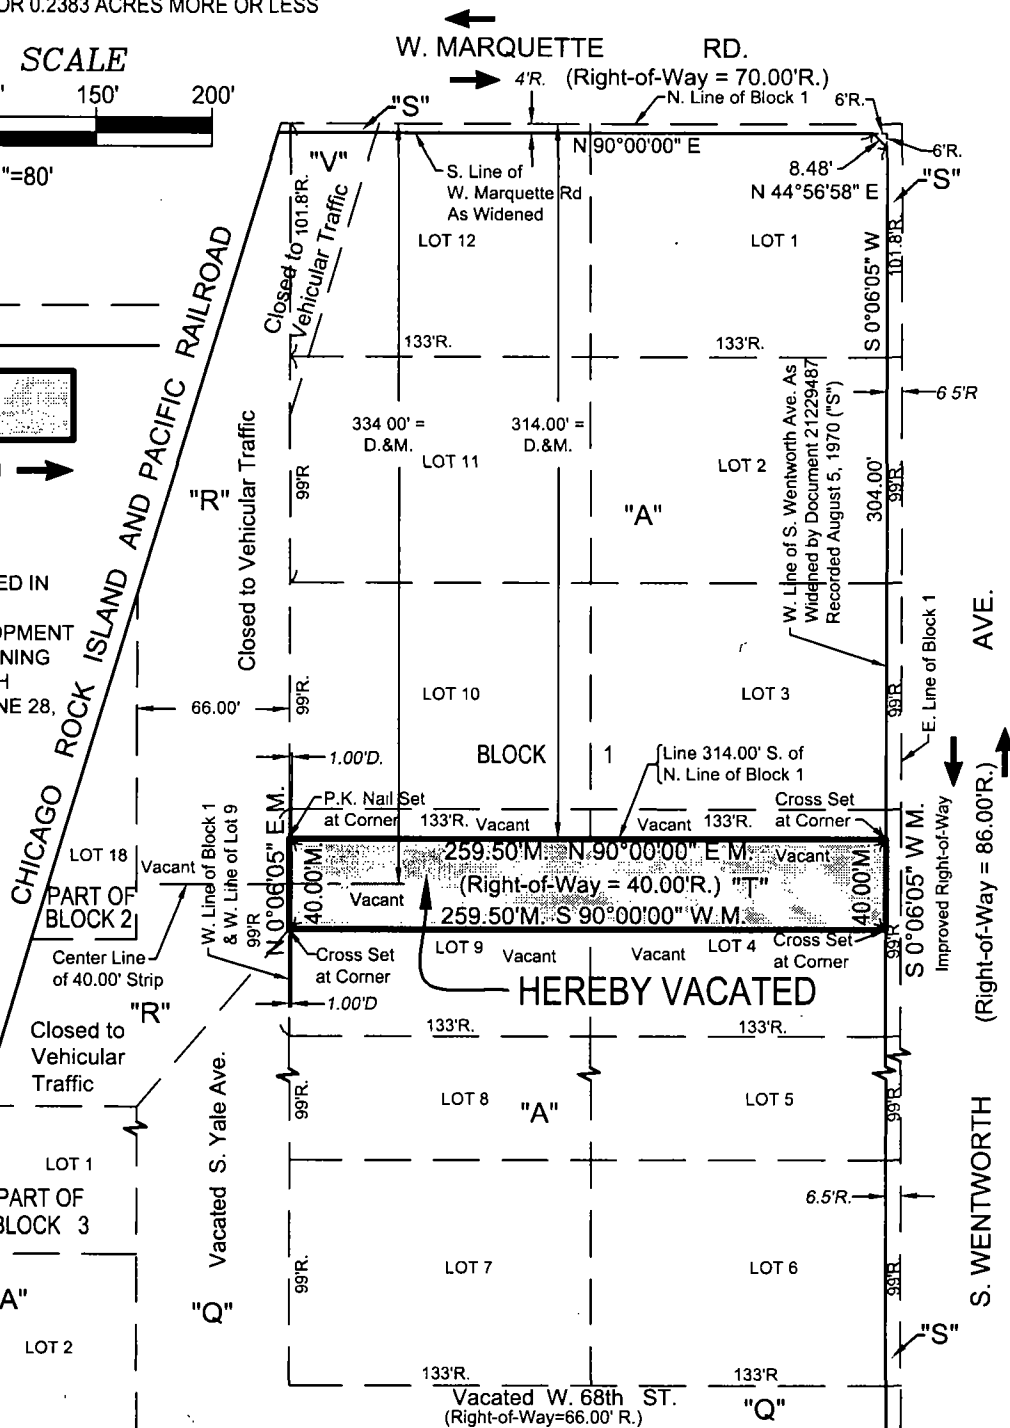 OR 0.2383 ACRES MORE OR LESS
SCALE
150'
200'
"=80'
W. MARQUETTE RD.
(Right-of-Way = 70.00'R.)
4'R.
N. Line of Block 1
6'R.
"S"
N 90°00'00" E
6'R.
8.48'
N 44°56'58" E
"S"
"V"
S. Line of
W. Marquette Rd
As Widened
101.8'R.
Closed to
Vehicular Traffic
LOT 12
LOT 1
S 0°06'05" W
101.8'R.
133'R.
133'R.
CHICAGO ROCK ISLAND AND PACIFIC RAILROAD
6 5'R
W. Line of S. Wentworth Ave. As
Widened by Document 21229487
Recorded August 5, 1970 ("S")
334 00' =
D.&M.
314.00' =
D.&M.
LOT 11
LOT 2
"R"
Closed to Vehicular Traffic
99'R
304.00'
99'R.
"A"
ED IN
OPMENT
NING
H
NE 28,
E. Line of Block 1
AVE.
LOT 10
LOT 3
99'R.
99'R.
66.00'
BLOCK 1
Line 314.00' S. of
N. Line of Block 1
1.00'D.
P.K. Nail Set
at Corner
133'R.
Vacant
Vacant
133'R.
Cross Set
at Corner
LOT 18
Vacant
PART OF
BLOCK 2
Center Line
of 40.00' Strip
W. Line of Block 1
& W. Line of Lot 9
99'R
N 0°06'05" E.M.
40.00'M.
259.50'M. N 90°00'00" E M.
Vacant
(Right-of-Way = 40.00'R.) "T"
Vacant
259.50'M. S 90°00'00" W.M.
40.00'M.
S 0°06'05" W M.
Improved Right-of-Way
(Right-of-Way = 86.00'R.)
Cross Set
at Corner
LOT 9
Vacant
Vacant
LOT 4
Cross Set
at Corner
99'R.
HEREBY VACATED
1.00'D
"R"
Closed to
Vehicular
Traffic
133'R.
133'R.
Vacated S. Yale Ave.
99'R.
LOT 8
"A"
LOT 5
99'R.
LOT 1
PART OF
BLOCK 3
6.5'R.
S. WENTWORTH
99'R.
LOT 7
LOT 6
99'R.
A"
"Q"
LOT 2
"S"
133'R.
133'R
Vacated W. 68th ST.
(Right-of-Way=66.00' R.)
"Q"